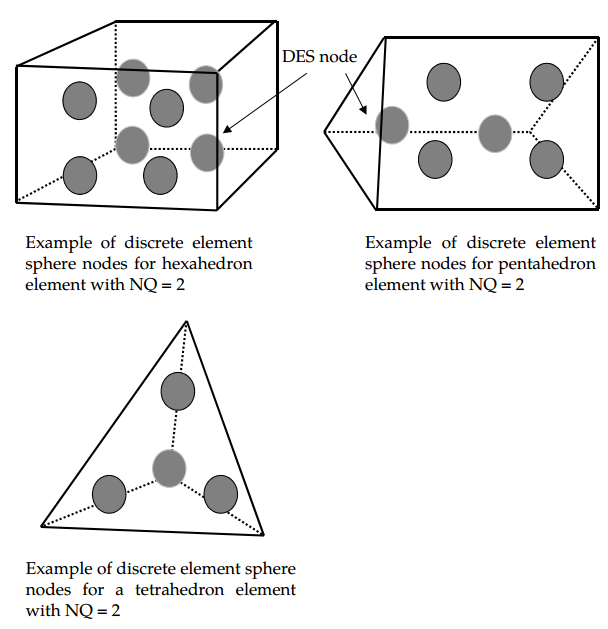 DES node
Example of discrete element
sphere nodes for hexahedron
element with NQ = 2
Example of discrete element
sphere nodes for pentahedron
element with NQ = 2
Example of discrete element sphere
nodes for a tetrahedron element
with NQ = 2